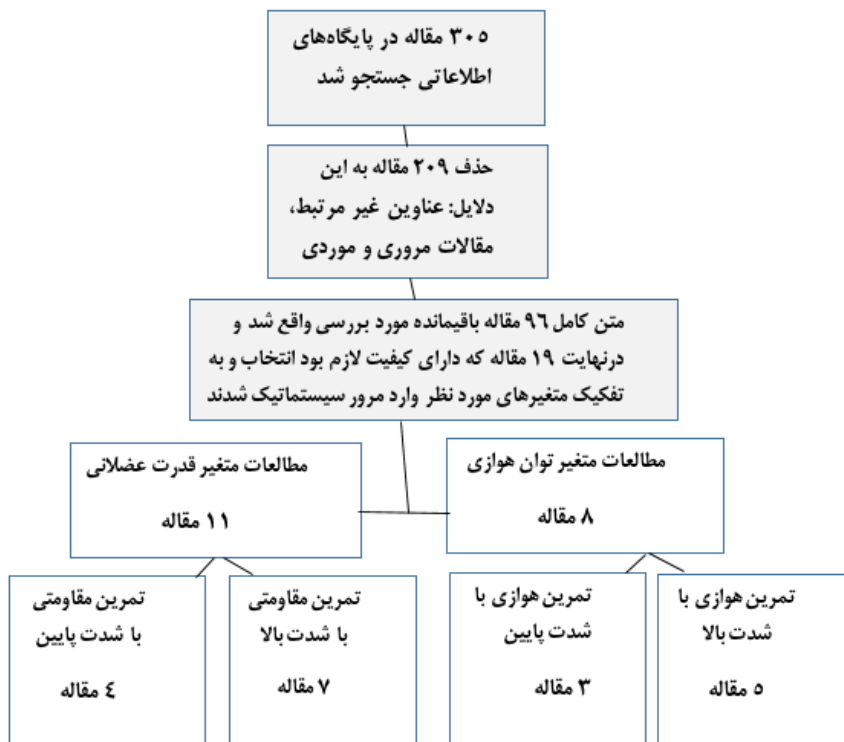 ۳۰۵ مقاله در پایگاه‌های
اطلاعاتی جستجو شد
حذف ۲۰۹ مقاله به این
دلایل: عناوین غیر مرتبط،
مقالات مروری و موردی
متن کامل ۹۶ مقاله باقیمانده مورد بررسی واقع شد و
درنهایت ۱۹ مقاله که دارای کیفیت لازم بود انتخاب و به
تفکیک متغیرهای مورد نظر وارد مرور سیستماتیک شدند
مطالعات متغیر توان هوازی
۸ مقاله
مطالعات متغیر قدرت عضلانی
۱۱ مقاله
تمرین هوازی با
شدت بالا
۵ مقاله
تمرین هوازی با
شدت پایین
۳ مقاله
تمرین مقاومتی
با شدت بالا
۷ مقاله
تمرین مقاومتی
با شدت پایین
٤ مقاله